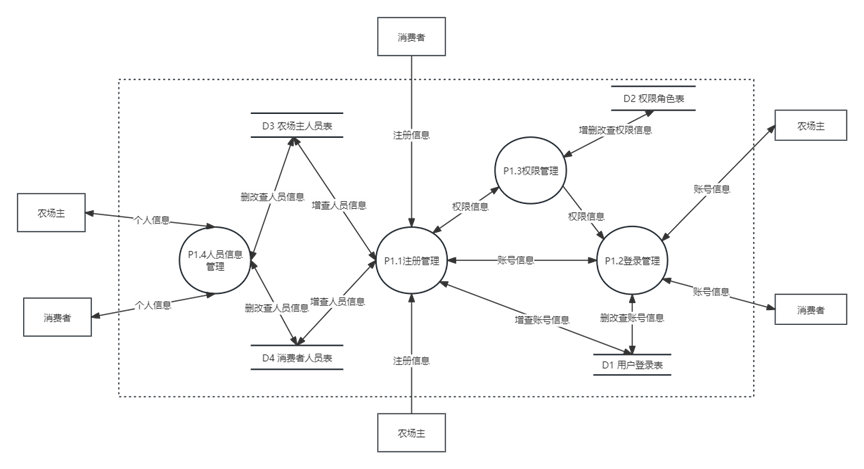 消费者
D2 权限角色表
D3 农场主人员表
农场主
增删改查权限信息
注册信息
P1.3权限管理
账号信息
删改查人员信息
增查人员信息
权限信息
农场主
个人信息
权限信息
P1.4人员信息
管理
P1.1注册管理
账号信息
P1.2登录管理
账号信息
个人信息
删改查人员信息
增查人员信息
消费者
消费者
增查账号信息
删改查账号信息
D4 消费者人员表
注册信息
D1 用户登录表
农场主